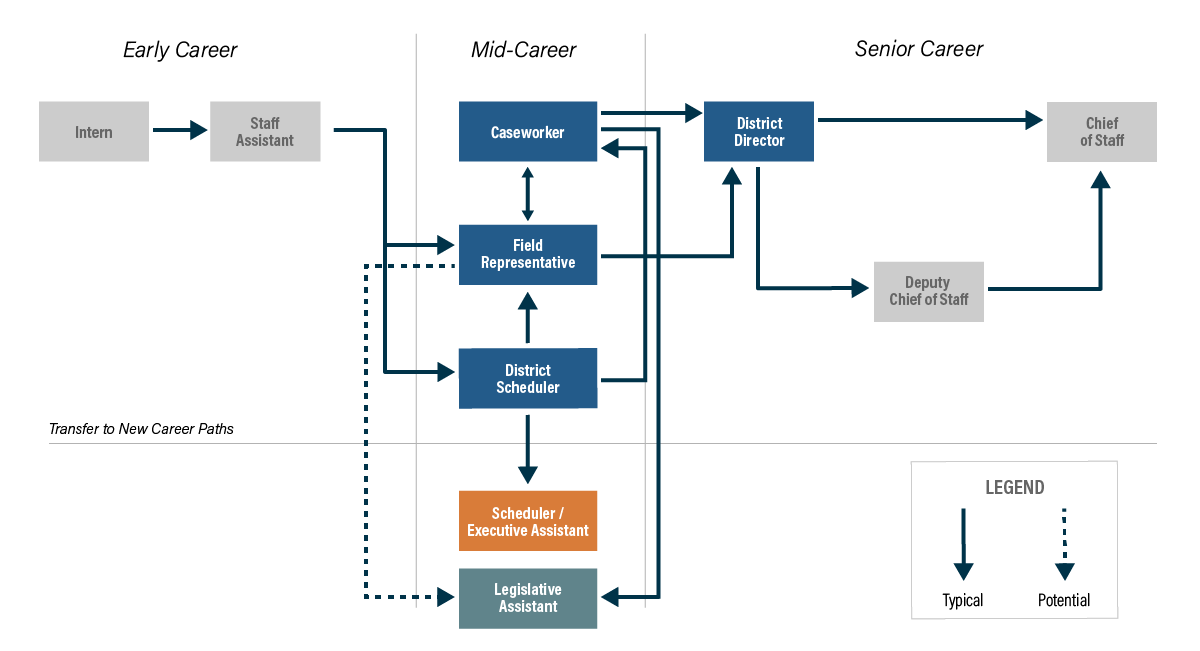 Early Career
Mid-Career
Senior Career
Intern
Staff
Assistant
Caseworker
District
Director
Chief
of Staff
Field
Representative
Deputy
Chief of Staff
District
Scheduler
Transfer to New Career Paths
Scheduler /
Executive Assistant
Legislative
Assistant
LEGEND
Typical
Potential